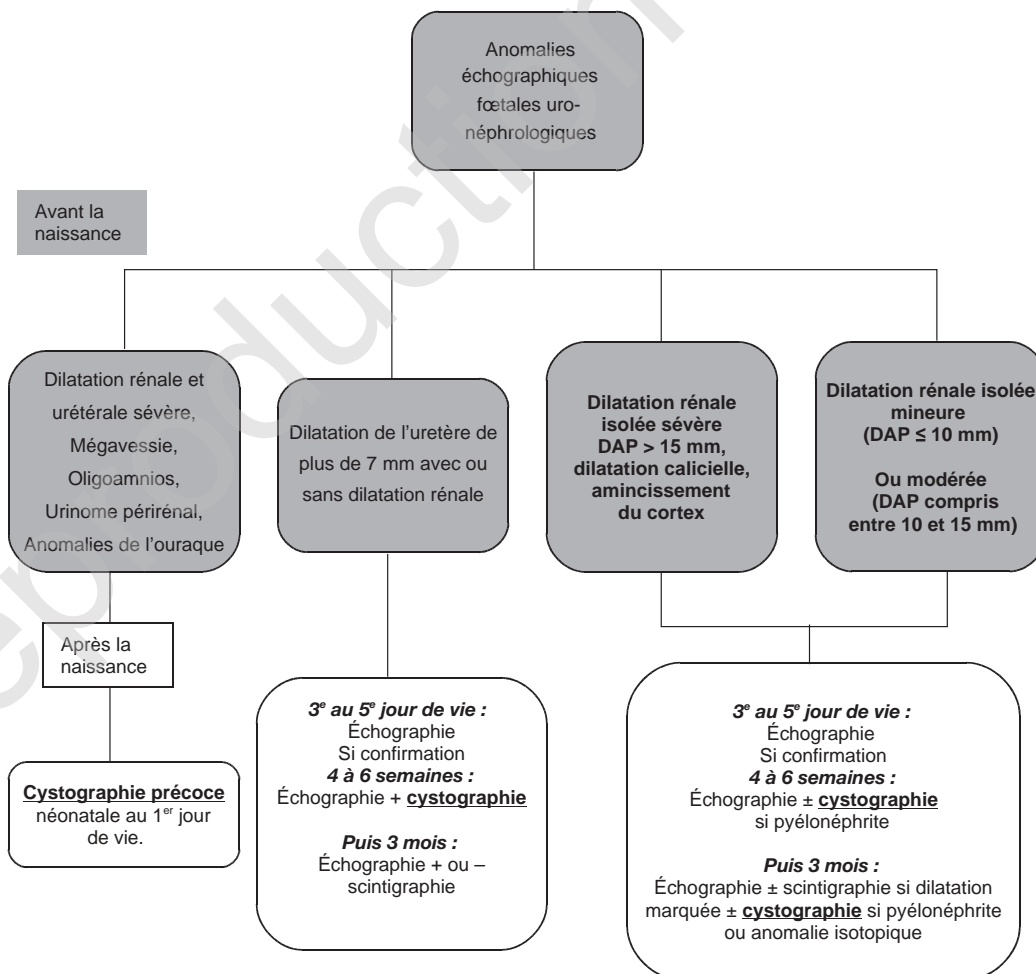 Anomalies
échographiques
fœtales uro-
néphrologiques
Avant la
naissance
Dilatation rénale et
urétérale sévère,
Mégavessie,
Oligoamnios,
Urinome périrénal,
Anomalies de l'ouraque
Dilatation de l'uretère de
plus de 7 mm avec ou
sans dilatation rénale
Dilatation rénale
isolée sévère
DAP > 15 mm,
dilatation calicielle,
amincissement
du cortex
Dilatation rénale isolée
mineure
(DAP ≤ 10 mm)
Ou modérée
(DAP compris
entre 10 et 15 mm)
Après la
naissance
Cystographie précoce
néonatale au 1er jour
de vie.
3e au 5e jour de vie :
Échographie
Si confirmation
4 à 6 semaines :
Échographie + cystographie
Puis 3 mois :
Échographie + ou –
scintigraphie
3e au 5e jour de vie :
Échographie
Si confirmation
4 à 6 semaines :
Échographie ± cystographie
si pyélonéphrite
Puis 3 mois :
Échographie ± scintigraphie si dilatation
marquée ± cystographie si pyélonéphrite
ou anomalie isotopique
eproduction